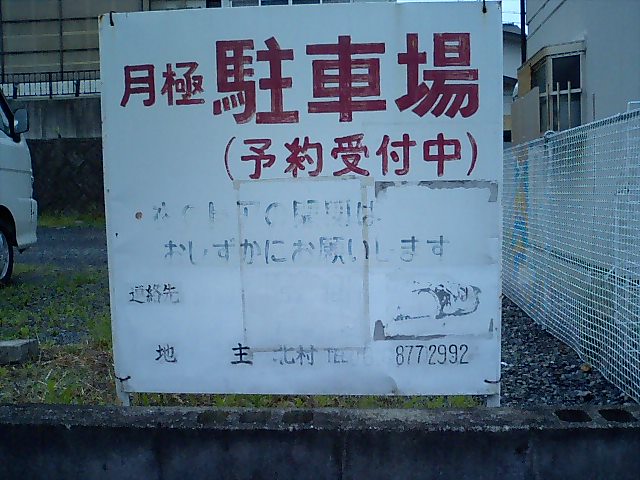 月極 駐車場
(予約受付中)
おしずかにお願いします
連絡先
地 主 北村 TEL 877 2992